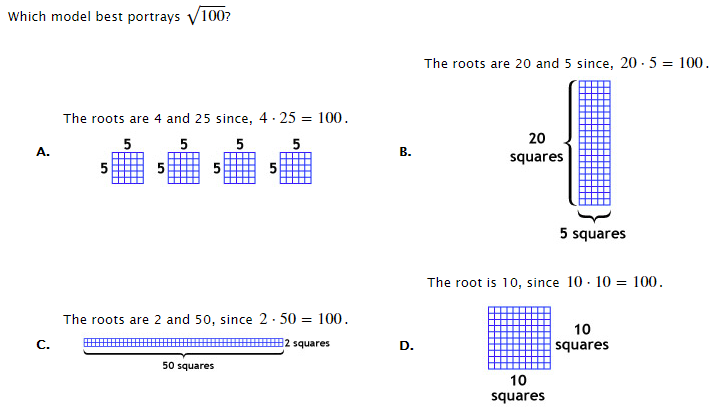 Which model best portrays √100?
The roots are 4 and 25 since, 4 · 25 = 100.
A.
5 5 5 5
5 5 5 5
The roots are 20 and 5 since, 20 · 5 = 100.
B.
20
squares
5 squares
The roots are 2 and 50, since 2 · 50 = 100.
C.
2 squares
50 squares
The root is 10, since 10 · 10 = 100.
D.
10
squares
10
squares